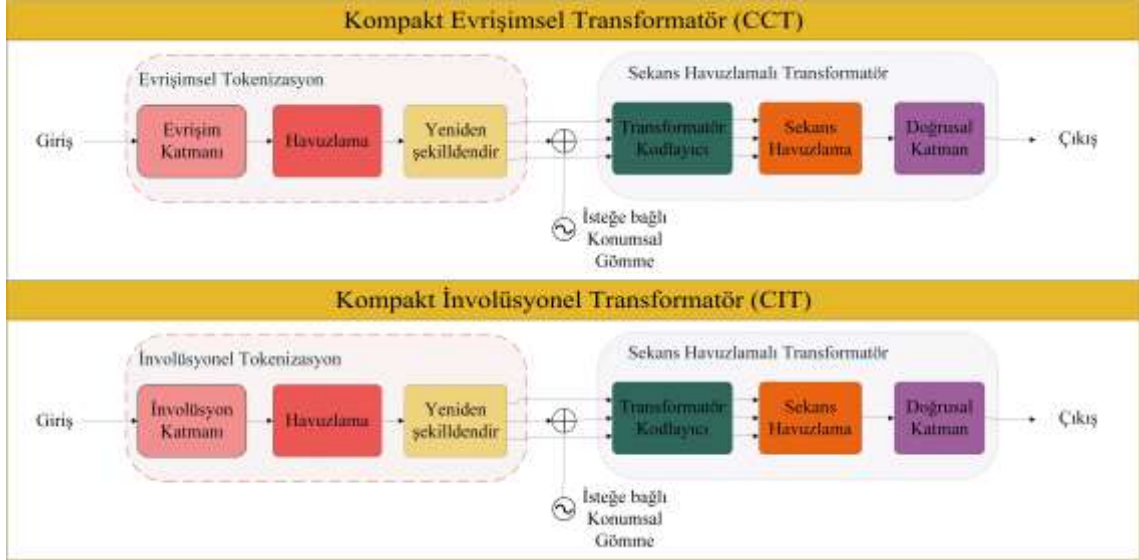 Kompakt Evrişimsel Transformatör (CCT)
Evrişimsel Tokenizasyon
Sekans Havuzlamalı Transformatör
Giriş
Evrişim
Katmanı
Havuzlama
Yeniden
şekilldendir
Transformatör
Kodlayıcı
Sekans
Havuzlama
Doğrusal
Katman
Çıkış
İsteğe bağlı
Konumsal
Gömme
Kompakt İnvolüsyonel Transformatör (CIT)
İnvolüsyonel Tokenizasyon
Sekans Havuzlamalı Transformatör
Giriş
İnvolüsyon
Katmanı
Havuzlama
Yeniden
şekilldendir
Transformatör
Kodlayıcı
Sekans
Havuzlama
Doğrusal
Katman
Çıkış
İsteğe bağlı
Konumsal
Gömme